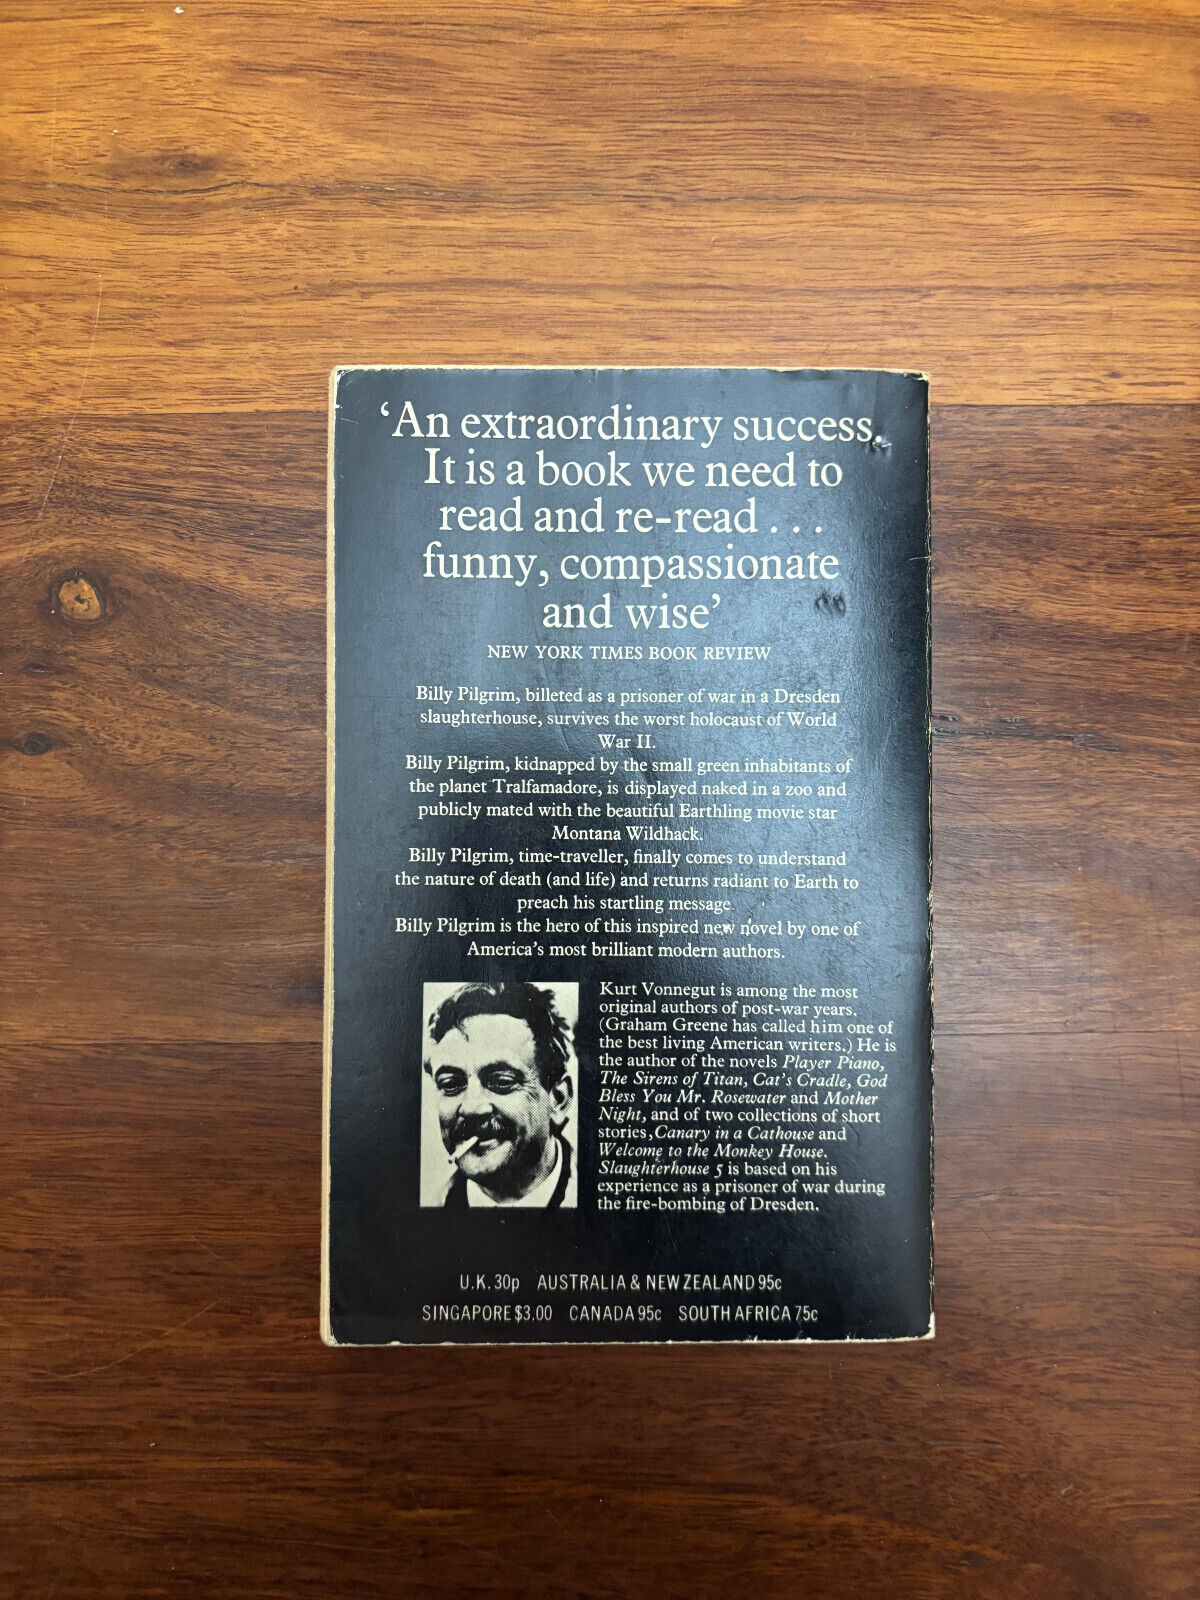 ‘An extraordinary success.
It is a book we need to
read and re-read . . .
funny, compassionate
and wise’
NEW YORK TIMES BOOK REVIEW
Billy Pilgrim, billeted as a prisoner of war in a Dresden
slaughterhouse, survives the worst holocaust of World
War II.
Billy Pilgrim, kidnapped by the small green inhabitants of
the planet Tralfamadore, is displayed naked in a zoo and
publicly mated with the beautiful Earthling movie star
Montana Wildhack.
Billy Pilgrim, time-traveller, finally comes to understand
the nature of death (and life) and returns radiant to Earth to
preach his startling message.
Billy Pilgrim is the hero of this inspired new novel by one of
America’s most brilliant modern authors.
Kurt Vonnegut is among the most
original authors of post-war years.
(Graham Greene has called him one of
the best living American writers.) He is
the author of the novels Player Piano,
The Sirens of Titan, Cat’s Cradle, God
Bless You Mr. Rosewater and Mother
Night, and of two collections of short
stories, Canary in a Cathouse and
Welcome to the Monkey House.
Slaughterhouse 5 is based on his
experience as a prisoner of war during
the fire-bombing of Dresden.
U.K. 30p AUSTRALIA & NEW ZEALAND 95c
SINGAPORE $3.00 CANADA 95c SOUTH AFRICA 75c